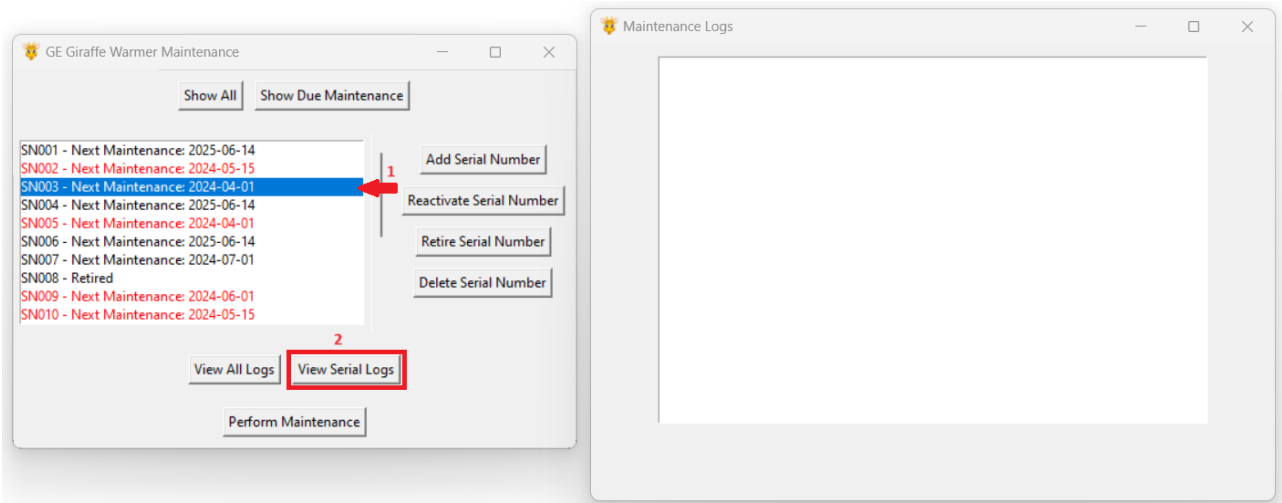 GE Giraffe Warmer Maintenance
Show All
Show Due Maintenance
SN001 - Next Maintenance: 2025-06-14
SN002 - Next Maintenance: 2024-05-15
SN003 - Next Maintenance: 2024-04-01
SN004 - Next Maintenance: 2025-06-14
SN005 - Next Maintenance: 2024-04-01
SN006 - Next Maintenance: 2025-06-14
SN007 - Next Maintenance: 2024-07-01
SN008 - Retired
SN009 - Next Maintenance: 2024-06-01
SN010 - Next Maintenance: 2024-05-15
1
Add Serial Number
Reactivate Serial Number
Retire Serial Number
Delete Serial Number
2
View All Logs
View Serial Logs
Perform Maintenance
Maintenance Logs